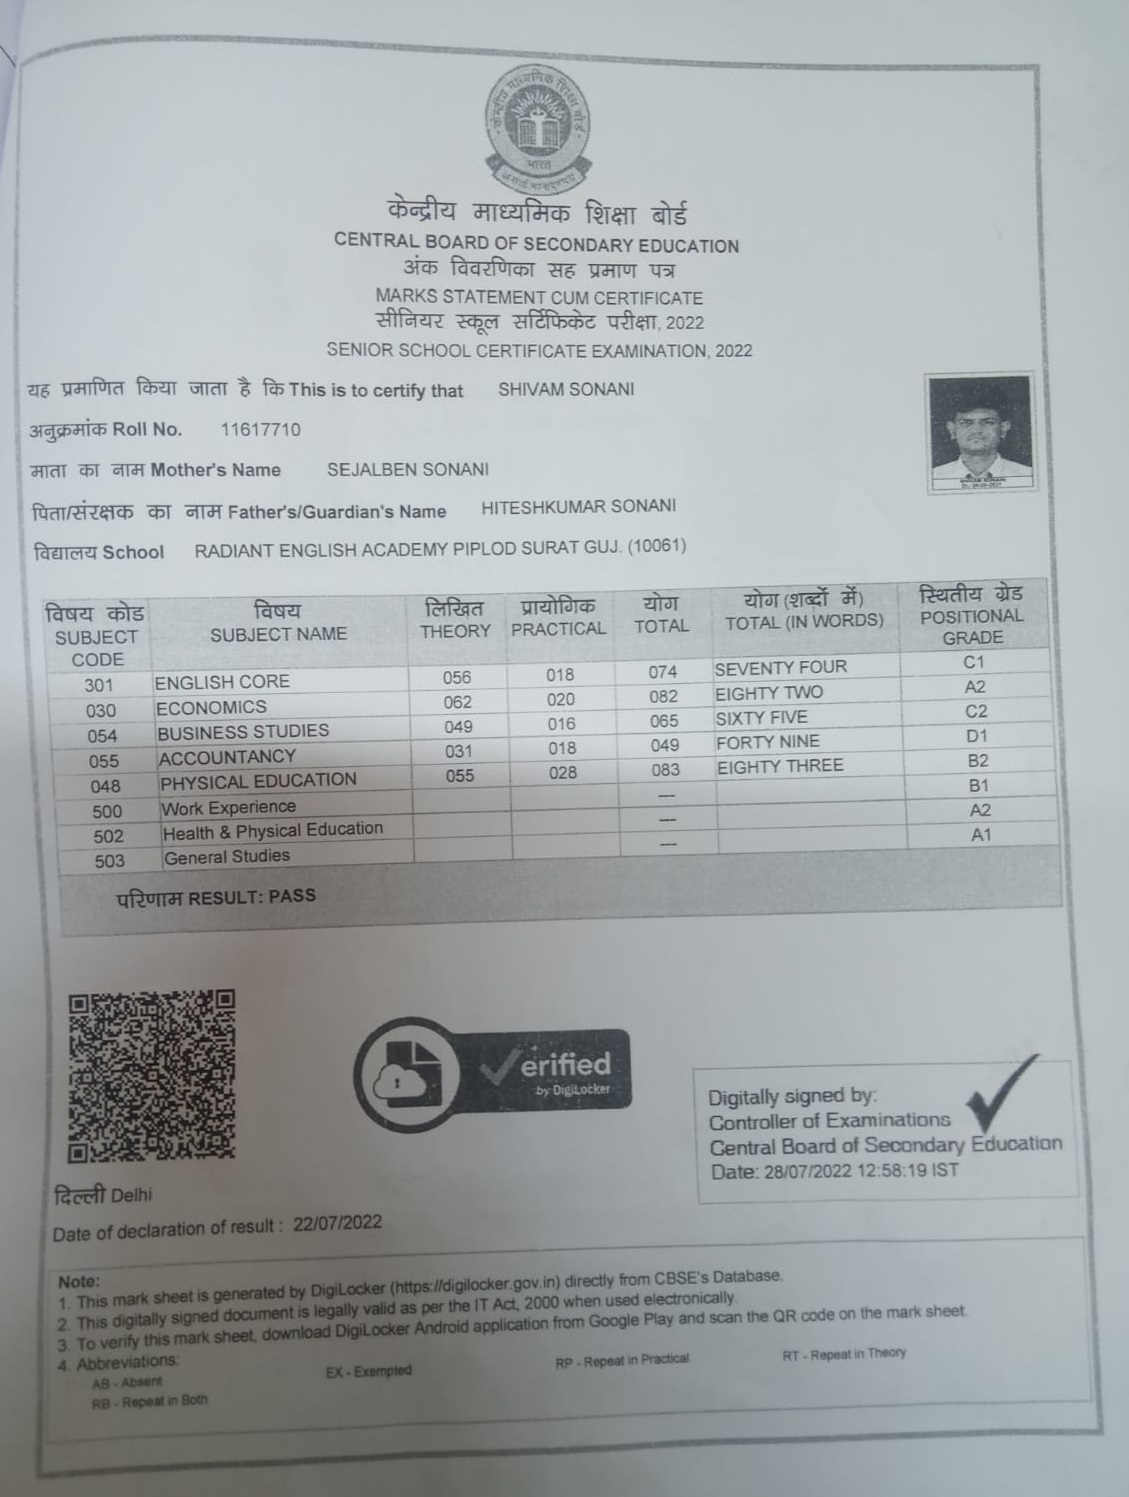 केन्द्रीय माध्यमिक शिक्षा बोर्ड
भारत
केन्द्रीय माध्यमिक शिक्षा बोर्ड
CENTRAL BOARD OF SECONDARY EDUCATION
अंक विवरणिका सह प्रमाण पत्र
MARKS STATEMENT CUM CERTIFICATE
सीनियर स्कूल सर्टिफिकेट परीक्षा, 2022
SENIOR SCHOOL CERTIFICATE EXAMINATION, 2022
यह प्रमाणित किया जाता है कि This is to certify that SHIVAM SONANI
अनुक्रमांक Roll No. 11617710
माता का नाम Mother's Name SEJALBEN SONANI
पिता/संरक्षक का नाम Father's/Guardian's Name HITESHKUMAR SONANI
विद्यालय School RADIANT ENGLISH ACADEMY PIPLOD SURAT GUJ. (10061)
विषय कोड विषय लिखित प्रायोगिक योग योग (शब्दों में) स्थितीय ग्रेड
SUBJECT CODE SUBJECT NAME THEORY PRACTICAL TOTAL TOTAL (IN WORDS) POSITIONAL GRADE
301 ENGLISH CORE 056 018 074 SEVENTY FOUR C1
030 ECONOMICS 062 020 082 EIGHTY TWO A2
054 BUSINESS STUDIES 049 016 065 SIXTY FIVE C2
055 ACCOUNTANCY 031 018 049 FORTY NINE D1
048 PHYSICAL EDUCATION 055 028 083 EIGHTY THREE B2
500 Work Experience --- B1
502 Health & Physical Education --- A2
503 General Studies --- A1
परिणाम RESULT: PASS
Verified
by DigiLocker
Digitally signed by:
Controller of Examinations
Central Board of Secondary Education
Date: 28/07/2022 12:58:19 IST
दिल्ली Delhi
Date of declaration of result : 22/07/2022
Note:
1. This mark sheet is generated by DigiLocker (https://digilocker.gov.in) directly from CBSE's Database.
2. This digitally signed document is legally valid as per the IT Act, 2000 when used electronically.
3. To verify this mark sheet, download DigiLocker Android application from Google Play and scan the QR code on the mark sheet.
4. Abbreviations:
AB - Absent EX - Exempted RP - Repeat in Practical RT - Repeat in Theory
RB - Repeat in Both